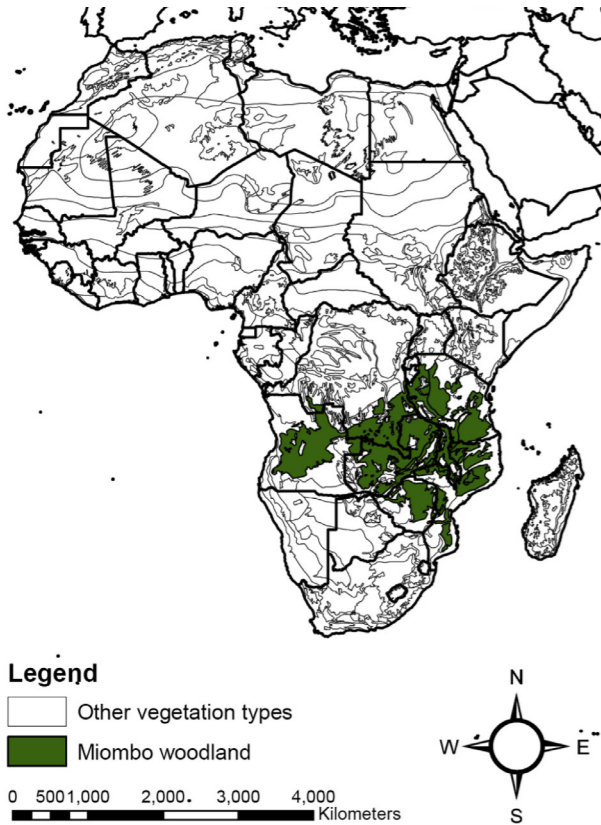 Legend
Other vegetation types
Miombo woodland
0 500 1,000 2,000 3,000 4,000
Kilometers
N
W E
S